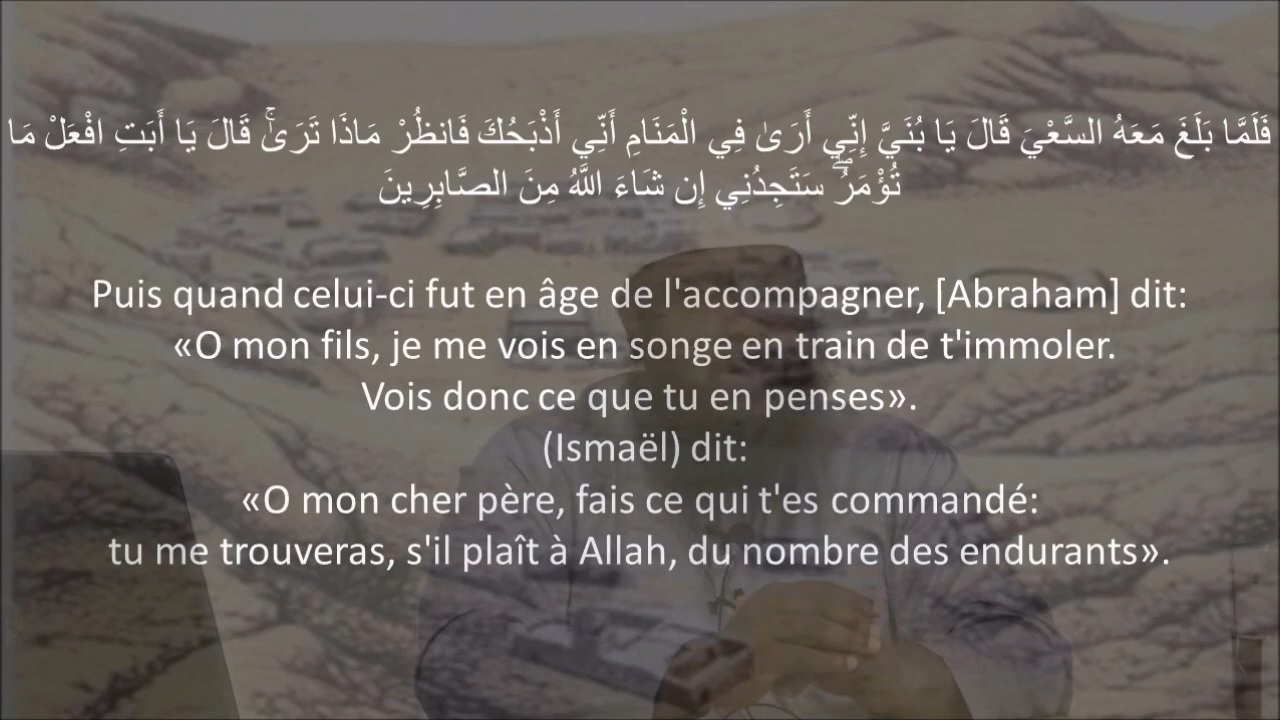 فَلَمَّا بَلَغَ مَعَهُ السَّعْيَ قَالَ يَا بُنَيَّ إِنِّي أَرَىٰ فِي الْمَنَامِ أَنِّي أَذْبَحُكَ فَانظُرْ مَاذَا تَرَىٰۚ قَالَ يَا أَبَتِ افْعَلْ مَا
تُؤْمَرُۖ سَتَجِدُنِي إِن شَاءَ اللَّهُ مِنَ الصَّابِرِينَ
Puis quand celui-ci fut en âge de l'accompagner, [Abraham] dit:
«O mon fils, je me vois en songe en train de t'immoler.
Vois donc ce que tu en penses».
(Ismaël) dit:
«O mon cher père, fais ce qui t'es commandé:
tu me trouveras, s'il plaît à Allah, du nombre des endurants».